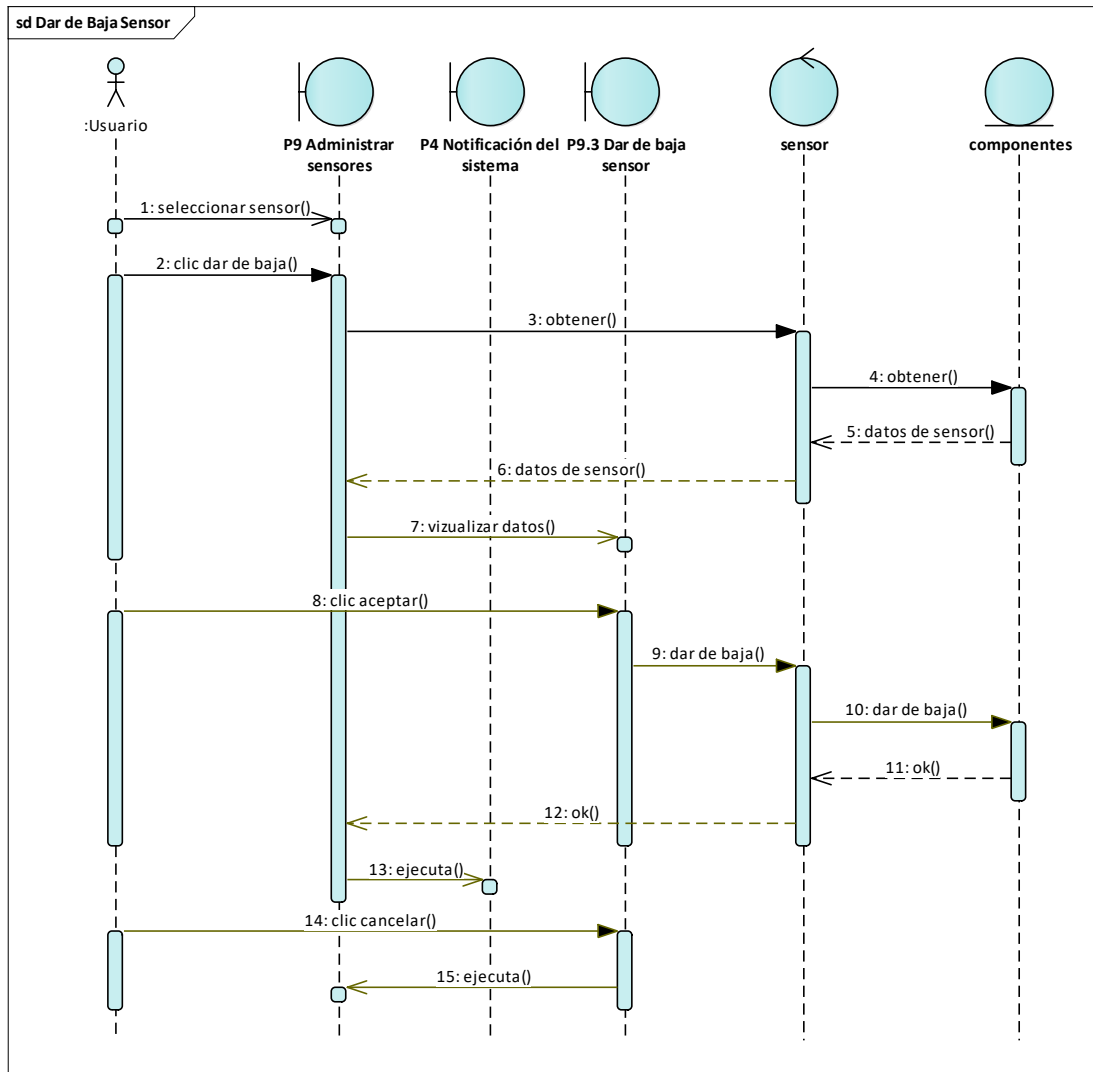 sd Dar de Baja Sensor
:Usuario
P9 Administrar
sensores
P4 Notificación del
sistema
P9.3 Dar de baja
sensor
sensor
componentes
1: seleccionar sensor()
2: clic dar de baja()
3: obtener()
4: obtener()
5: datos de sensor()
6: datos de sensor()
7: vizualizar datos()
8: clic aceptar()
9: dar de baja()
10: dar de baja()
11: ok()
12: ok()
13: ejecuta()
14: clic cancelar()
15: ejecuta()